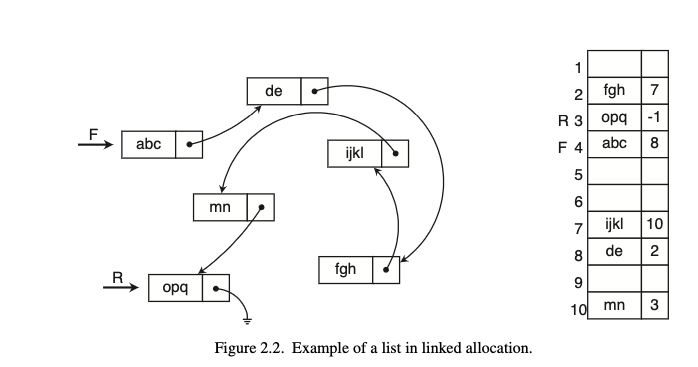 de
F
abc
ijkl
mn
fgh
R
opq
1
2 fgh 7
R 3 opq -1
F 4 abc 8
5
6
7 ijkl 10
8 de 2
9
10 mn 3
Figure 2.2. Example of a list in linked allocation.